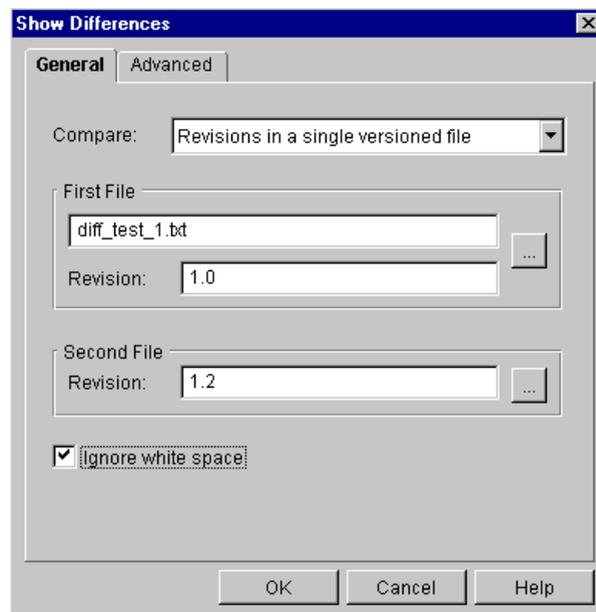 Show Differences
General Advanced
Compare: Revisions in a single versioned file
First File
diff_test_1.txt
...
Revision: 1.0
Second File
Revision: 1.2 ...
Ignore white space
OK Cancel Help